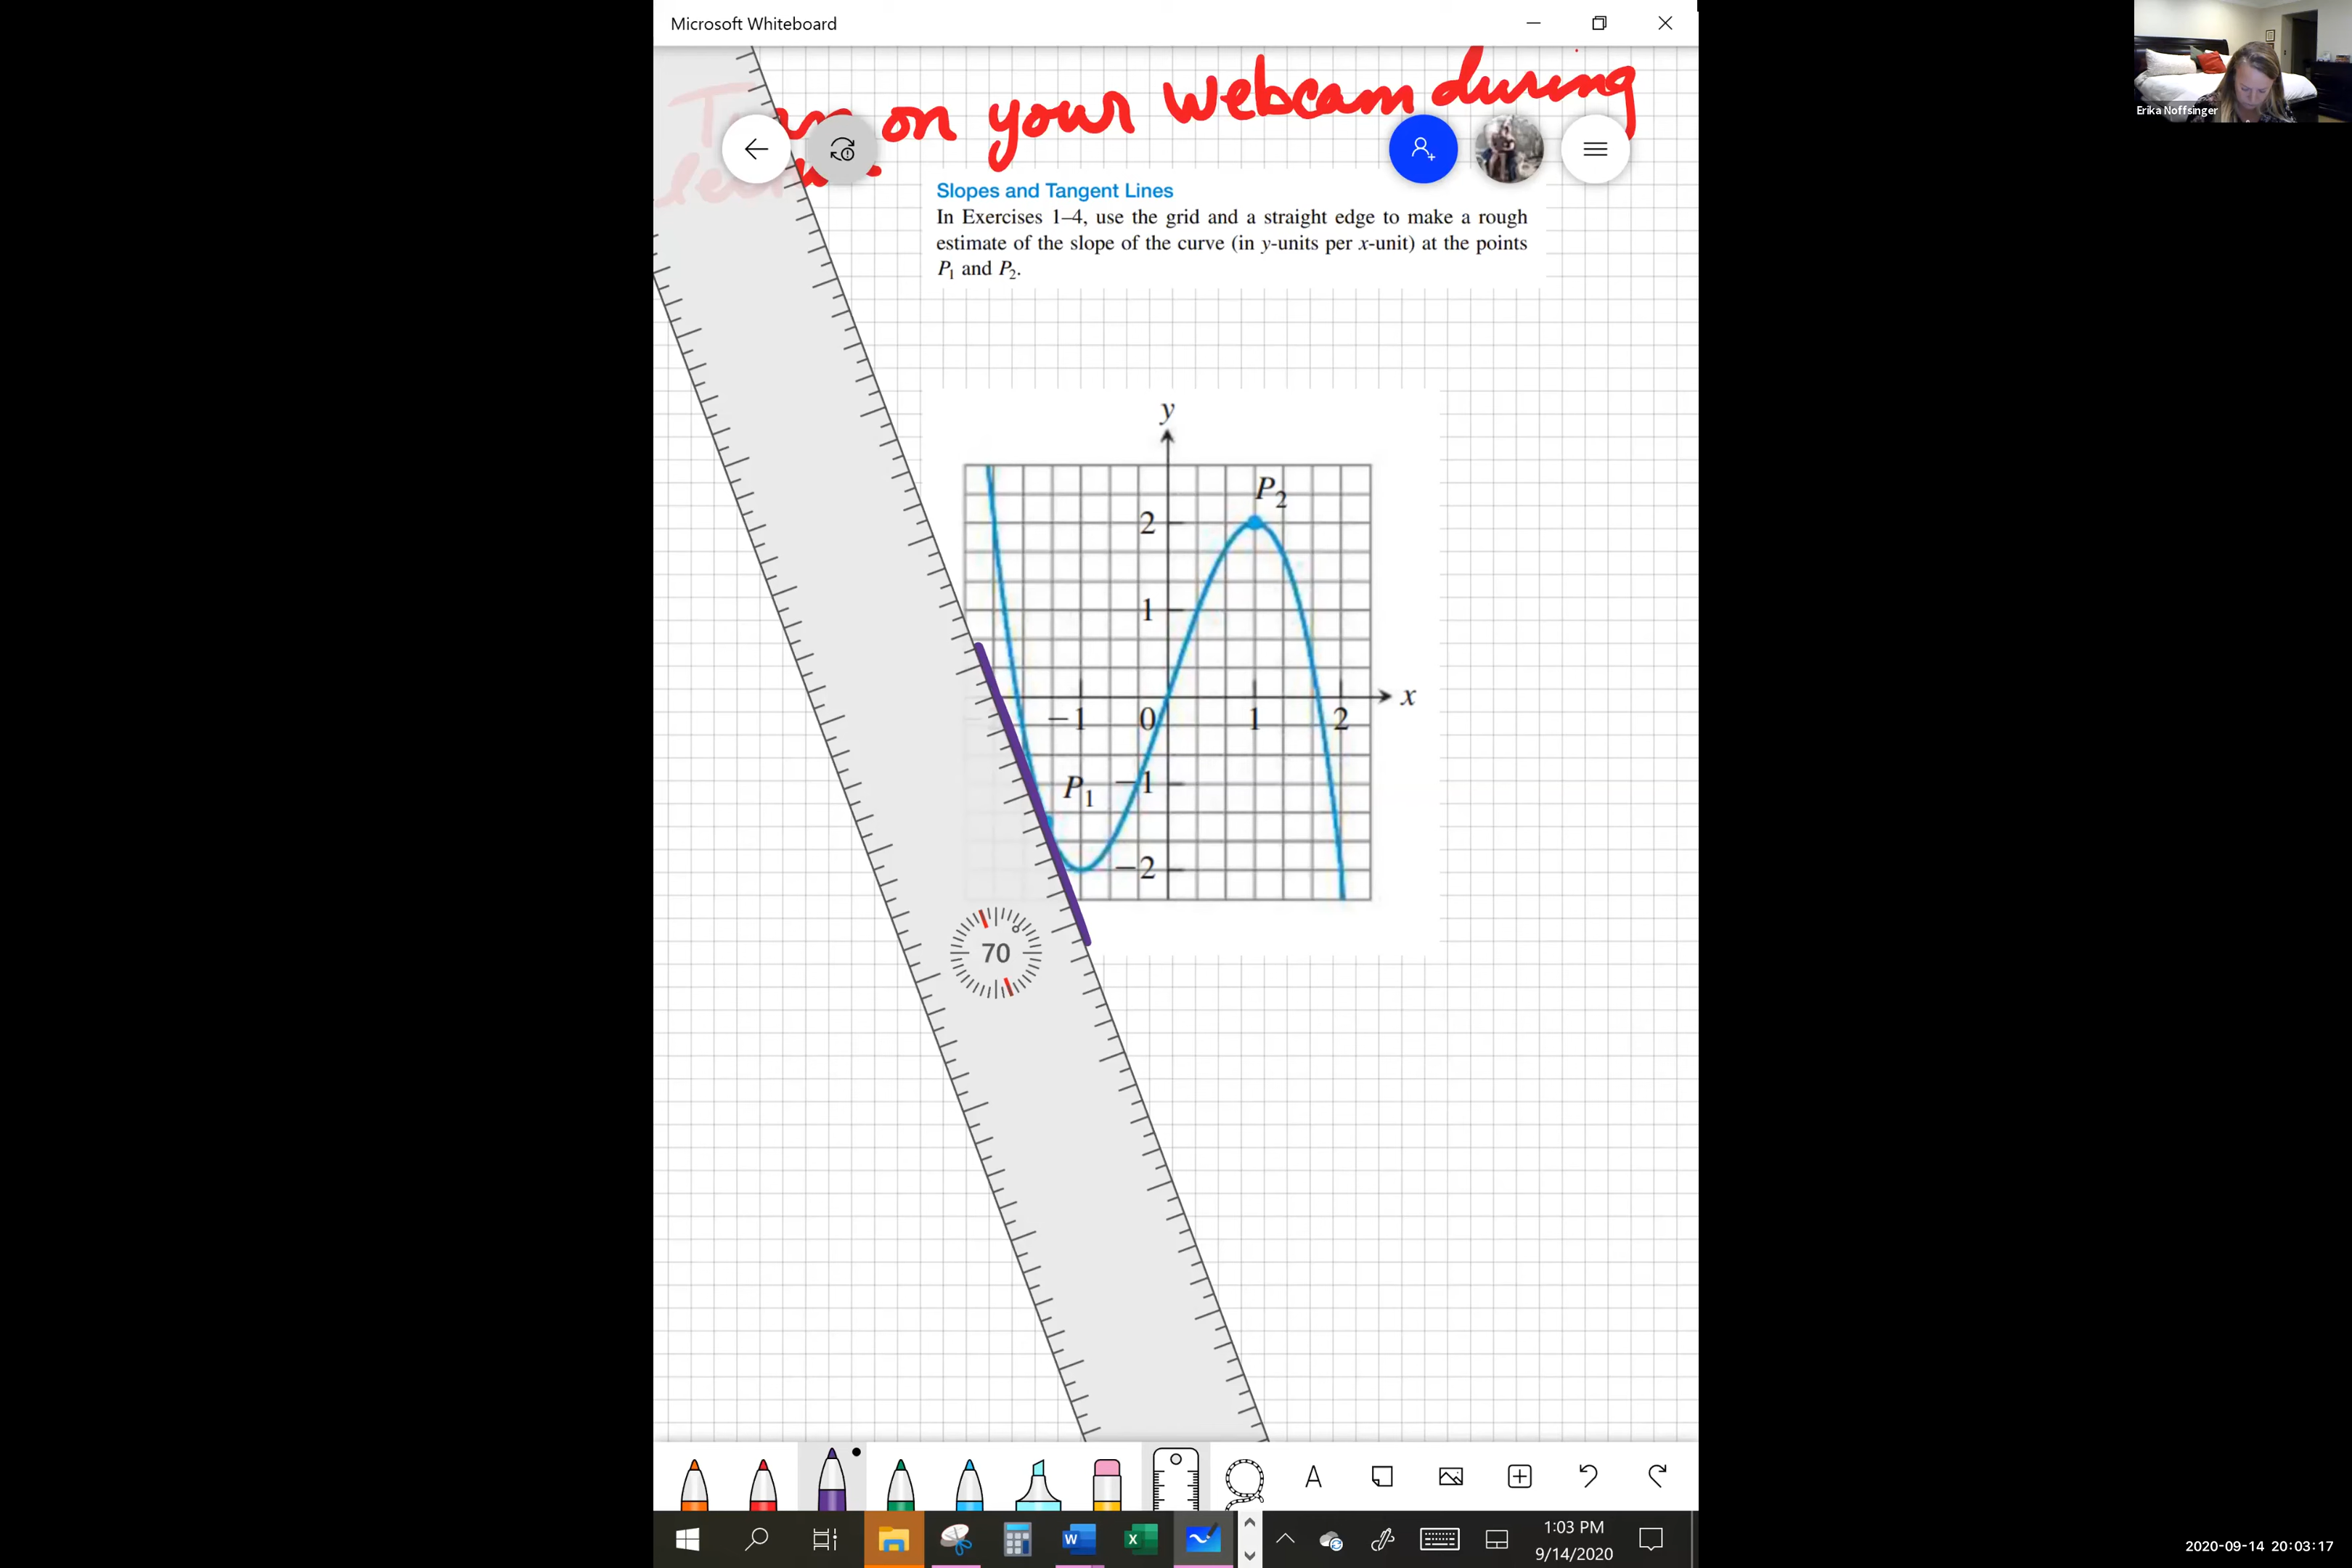 Microsoft Whiteboard
on your webcam during
Erika Noffsinger
Slopes and Tangent Lines
In Exercises 1–4, use the grid and a straight edge to make a rough
estimate of the slope of the curve (in y-units per x-unit) at the points
P₁ and P₂.
y
P₂
2
1
x
−1 0 1 2
P₁ −1
−2
70°
A
W X
1:03 PM
9/14/2020
2020-09-14 20:03:17